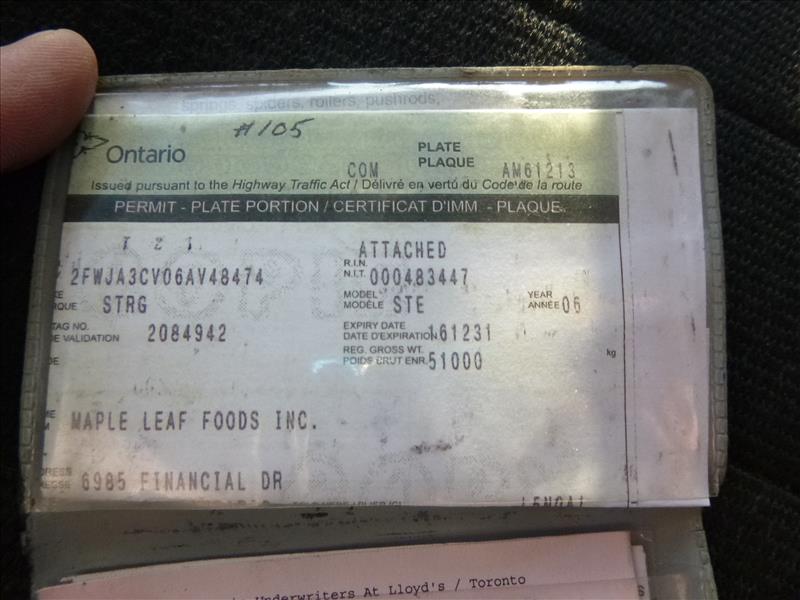 springs, spiders, rollers, pushrods,
#105
Ontario
PLATE
PLAQUE
COM AM61213
Issued pursuant to the Highway Traffic Act / Délivré en vertu du Code de la route
PERMIT - PLATE PORTION / CERTIFICAT D'IMM - PLAQUE
ATTACHED
2FWJA3CV06AV48474
R.I.N.
N.I.T. 000483447
STRG
MODEL
MODÈLE STE
YEAR
ANNÉE 06
TAG NO.
DE VALIDATION 2084942
EXPIRY DATE
DATE D'EXPIRATION 161231
REG. GROSS WT.
POIDS BRUT ENR. 51000
kg
MAPLE LEAF FOODS INC.
6985 FINANCIAL DR
Underwriters At Lloyd's / Toronto